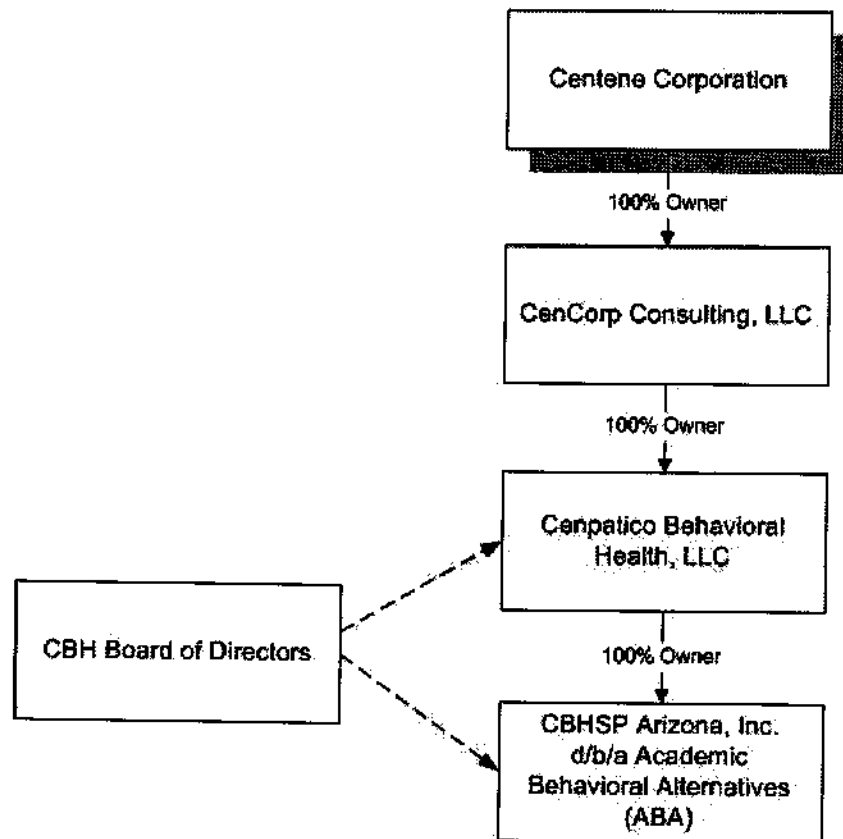 Centene Corporation
100% Owner
CenCorp Consulting, LLC
100% Owner
Cenpatico Behavioral
Health, LLC
CBH Board of Directors
100% Owner
CBHSP Arizona, Inc.
d/b/a Academic
Behavioral Alternatives
(ABA)